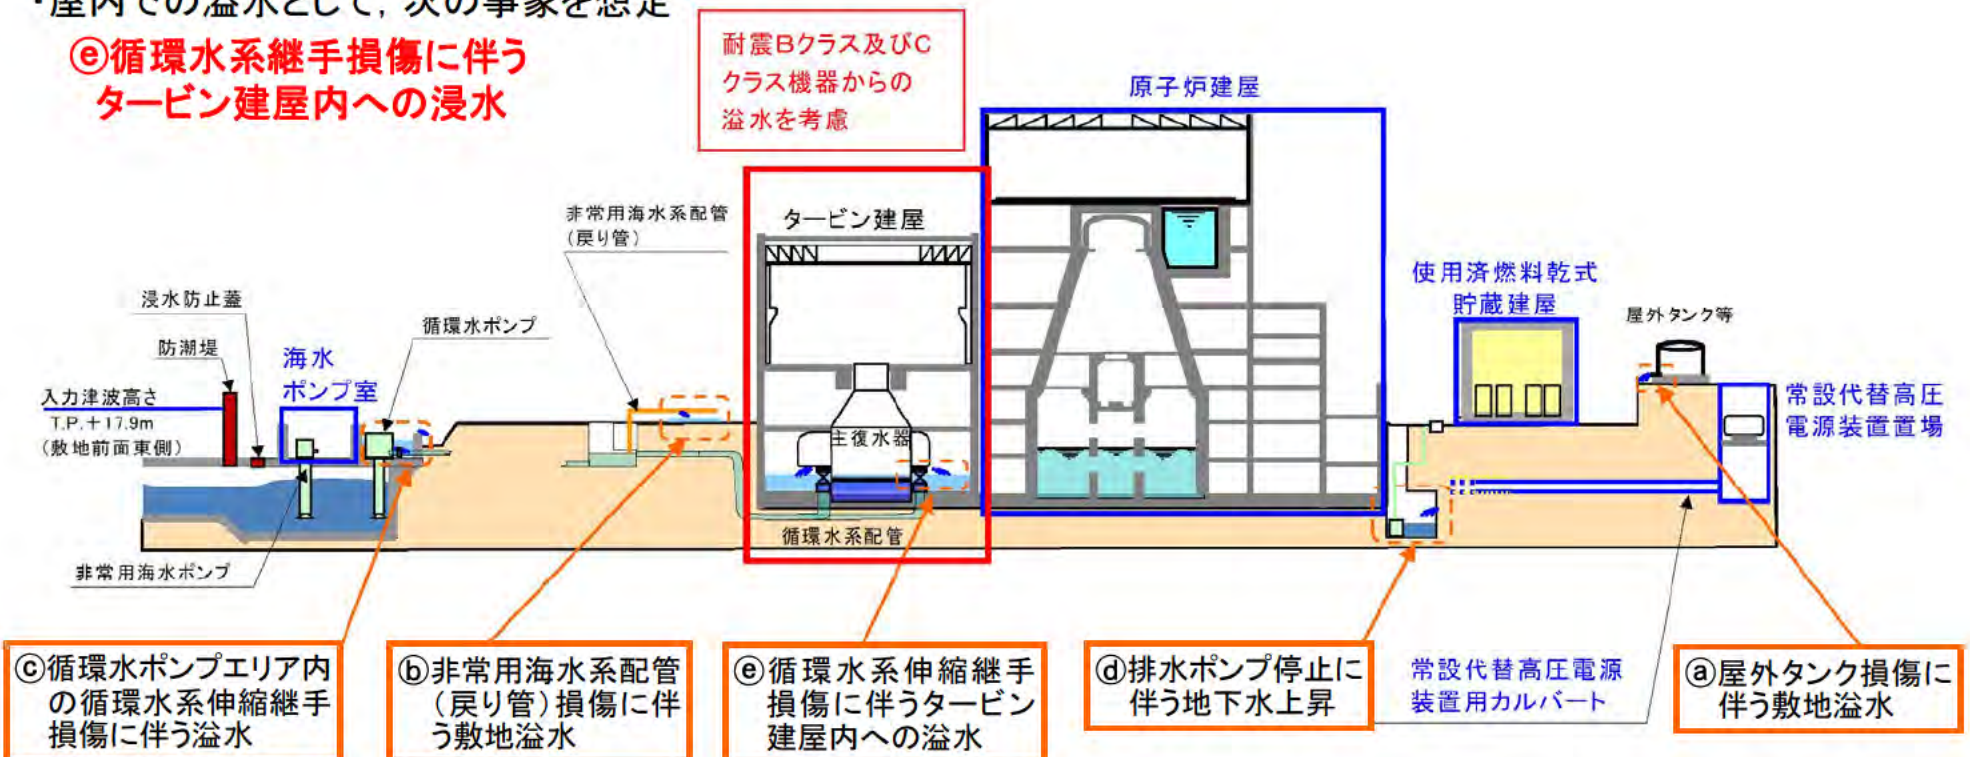 ・屋内での溢水として，次の事象を想定
ⓔ循環水系継手損傷に伴う
タービン建屋内への浸水
耐震Bクラス及びC
クラス機器からの
溢水を考慮
原子炉建屋
非常用海水系配管
（戻り管）
タービン建屋
使用済燃料乾式
貯蔵建屋
屋外タンク等
浸水防止蓋
循環水ポンプ
防潮堤
海水
ポンプ室
入力津波高さ
T.P.＋17.9m
（敷地前面東側）
常設代替高圧
電源装置置場
主復水器
循環水系配管
非常用海水ポンプ
ⓒ循環水ポンプエリア内
の循環水系伸縮継手
損傷に伴う溢水
ⓑ非常用海水系配管
（戻り管）損傷に伴
う敷地溢水
ⓔ循環水系伸縮継手
損傷に伴うタービン
建屋内への溢水
ⓓ排水ポンプ停止に
伴う地下水上昇
常設代替高圧電源
装置用カルバート
ⓐ屋外タンク損傷に
伴う敷地溢水